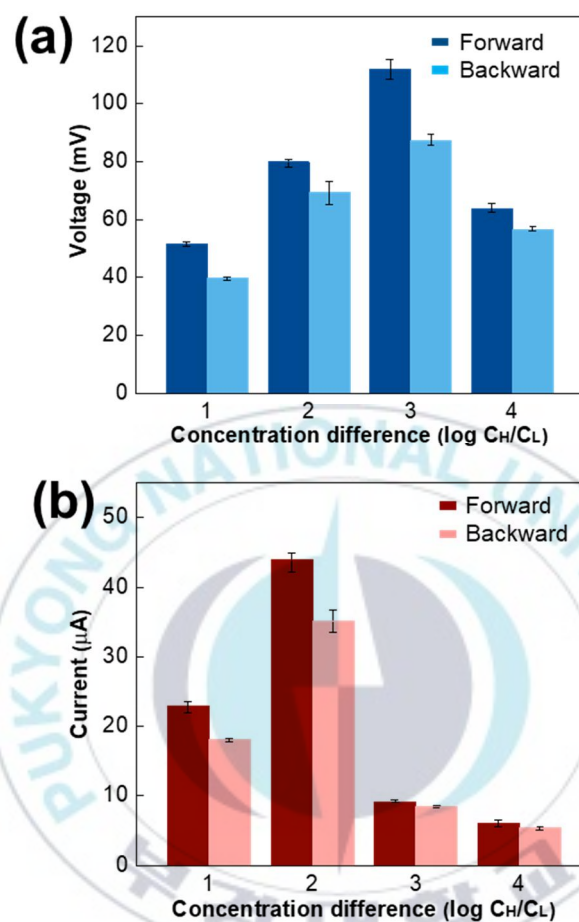 (a)
Forward
Backward
Voltage (mV)
120
100
80
60
40
20
0
1 2 3 4
Concentration difference (log CH/CL)
(b)
Forward
Backward
Current (μA)
50
40
30
20
10
0
1 2 3 4
Concentration difference (log CH/CL)
PUKYONG NATIONAL UNI